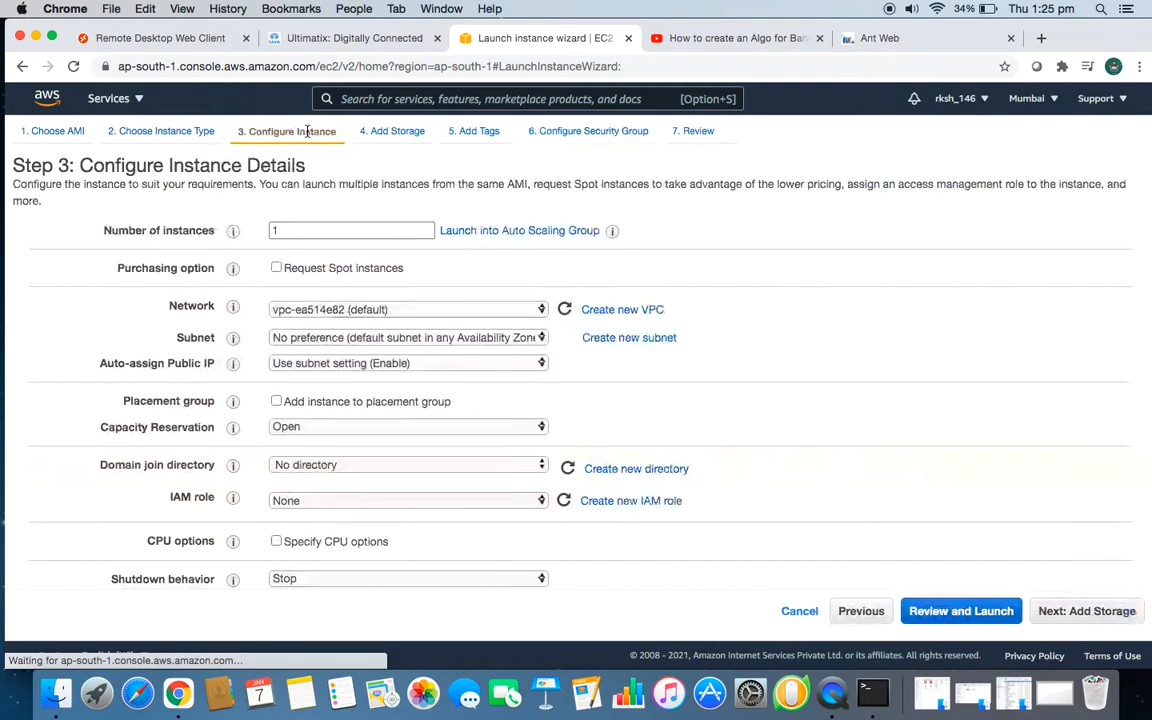 Chrome File Edit View History Bookmarks People Tab Window Help 34% Thu 1:25 pm
Remote Desktop Web Client Ultimatix: Digitally Connected Launch instance wizard | EC2 How to create an Algo for Ban Ant Web
ap-south-1.console.aws.amazon.com/ec2/v2/home?region=ap-south-1#LaunchInstanceWizard:
aws Services Search for services, features, marketplace products, and docs [Option+S] rksh_146 Mumbai Support
1. Choose AMI 2. Choose Instance Type 3. Configure Instance 4. Add Storage 5. Add Tags 6. Configure Security Group 7. Review
Step 3: Configure Instance Details
Configure the instance to suit your requirements. You can launch multiple instances from the same AMI, request Spot instances to take advantage of the lower pricing, assign an access management role to the instance, and
more.
Number of instances 1 Launch into Auto Scaling Group
Purchasing option Request Spot instances
Network vpc-ea514e82 (default) Create new VPC
Subnet No preference (default subnet in any Availability Zone Create new subnet
Auto-assign Public IP Use subnet setting (Enable)
Placement group Add instance to placement group
Capacity Reservation Open
Domain join directory No directory Create new directory
IAM role None Create new IAM role
CPU options Specify CPU options
Shutdown behavior Stop
Cancel Previous Review and Launch Next: Add Storage
Waiting for ap-south-1.console.aws.amazon.com... © 2008 - 2021, Amazon Internet Services Private Ltd. or its affiliates. All rights reserved. Privacy Policy Terms of Use
JAN
7